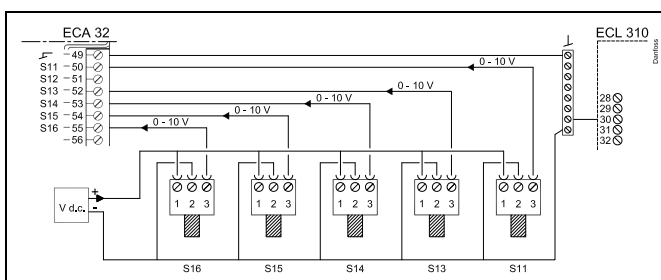 ECA 32
ECL 310
Danfoss
49
S11 - 50
S12 - 51
S13 - 52
S14 - 53
S15 - 54
S16 - 55
56
0 - 10 V
0 - 10 V
0 - 10 V
0 - 10 V
0 - 10 V
28
29
30
31
32
V d.c.
+
-
1 2 3
1 2 3
1 2 3
1 2 3
1 2 3
S16
S15
S14
S13
S11